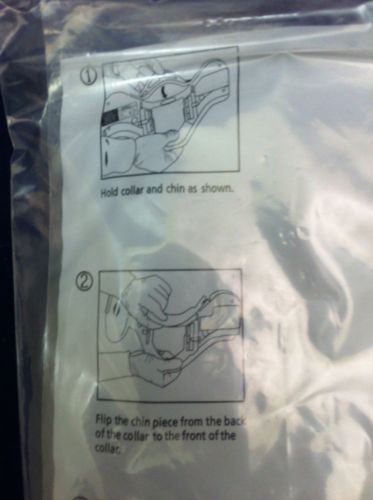 1
Hold collar and chin as shown.
2
Flip the chin piece from the back
of the collar to the front of the
collar.